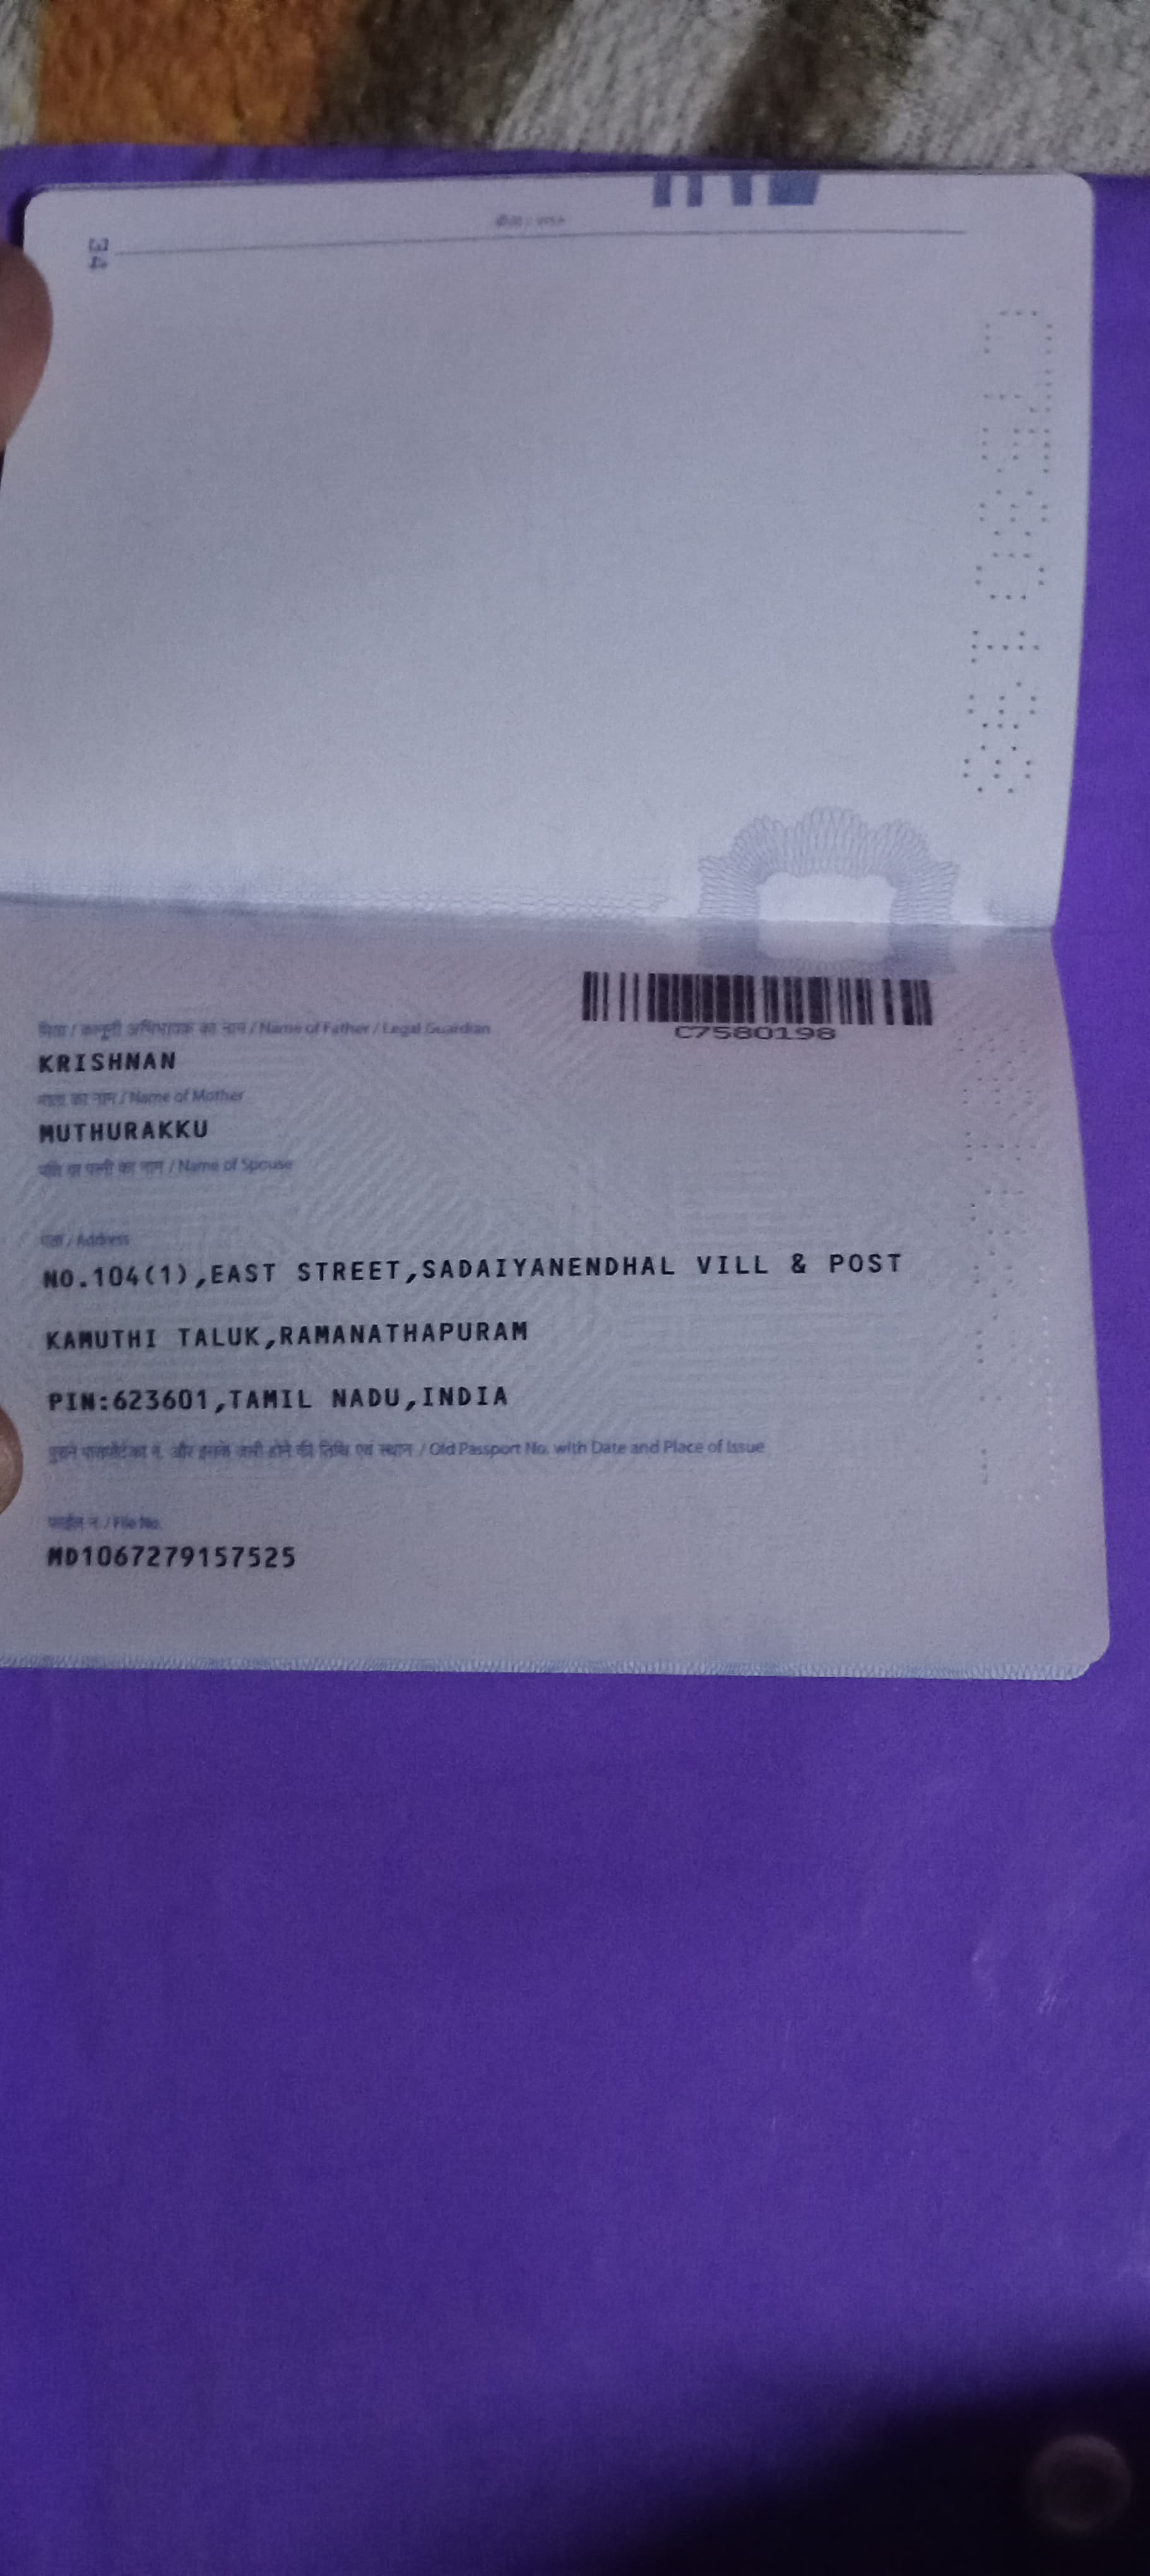 34
वीज़ा / VISA
C7580198
पिता / कानूनी अभिभावक का नाम / Name of Father / Legal Guardian
KRISHNAN
माता का नाम / Name of Mother
MUTHURAKKU
पति या पत्नी का नाम / Name of Spouse
पता / Address
NO.104(1),EAST STREET,SADAIYANENDHAL VILL & POST
KAMUTHI TALUK,RAMANATHAPURAM
PIN:623601,TAMIL NADU,INDIA
पुराने पासपोर्ट का न. और इसके जारी होने की तिथि एवं स्थान / Old Passport No. with Date and Place of Issue
फाईल न. / File No.
MD1067279157525